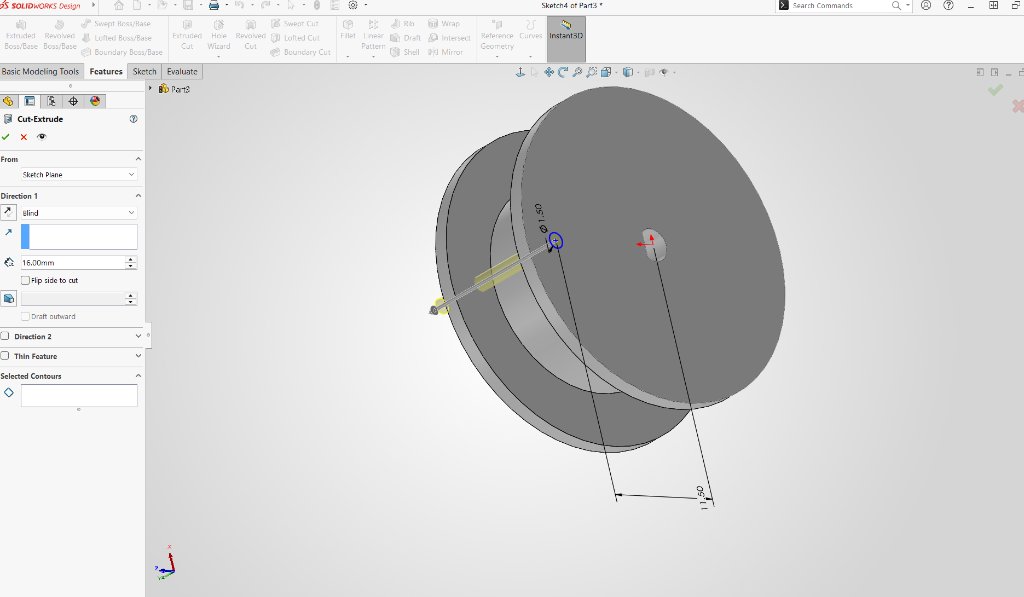 SOLIDWORKS Design
Sketch4 of Part3 *
Search Commands
Extruded Boss/Base
Revolved Boss/Base
Swept Boss/Base
Lofted Boss/Base
Boundary Boss/Base
Extruded Cut
Hole Wizard
Revolved Cut
Swept Cut
Lofted Cut
Boundary Cut
Fillet
Linear Pattern
Rib
Draft
Shell
Wrap
Intersect
Mirror
Reference Geometry
Curves
Instant3D
Basic Modeling Tools
Features
Sketch
Evaluate
Part3
Cut-Extrude
From
Sketch Plane
Direction 1
Blind
16.00mm
Flip side to cut
Draft outward
Direction 2
Thin Feature
Selected Contours
Ø1.50
11.50
X
Z
Y